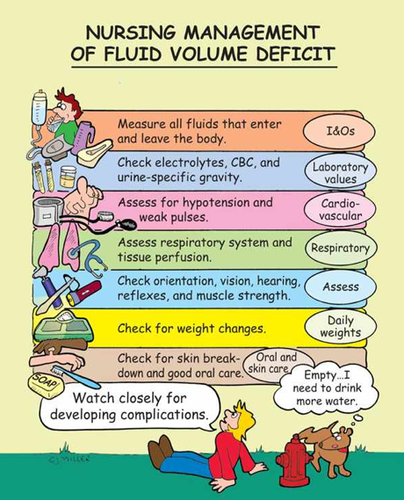 NURSING MANAGEMENT
OF FLUID VOLUME DEFICIT
Measure all fluids that enter
and leave the body.
I&Os
Check electrolytes, CBC, and
urine-specific gravity.
Laboratory
values
Assess for hypotension and
weak pulses.
Cardio-
vascular
Assess respiratory system and
tissue perfusion.
Respiratory
Check orientation, vision, hearing,
reflexes, and muscle strength.
Assess
Check for weight changes.
Daily
weights
Check for skin break-
down and good oral care.
Oral and
skin care
SOAP
Empty...I
need to drink
more water.
Watch closely for
developing complications.
C.J. MILLER